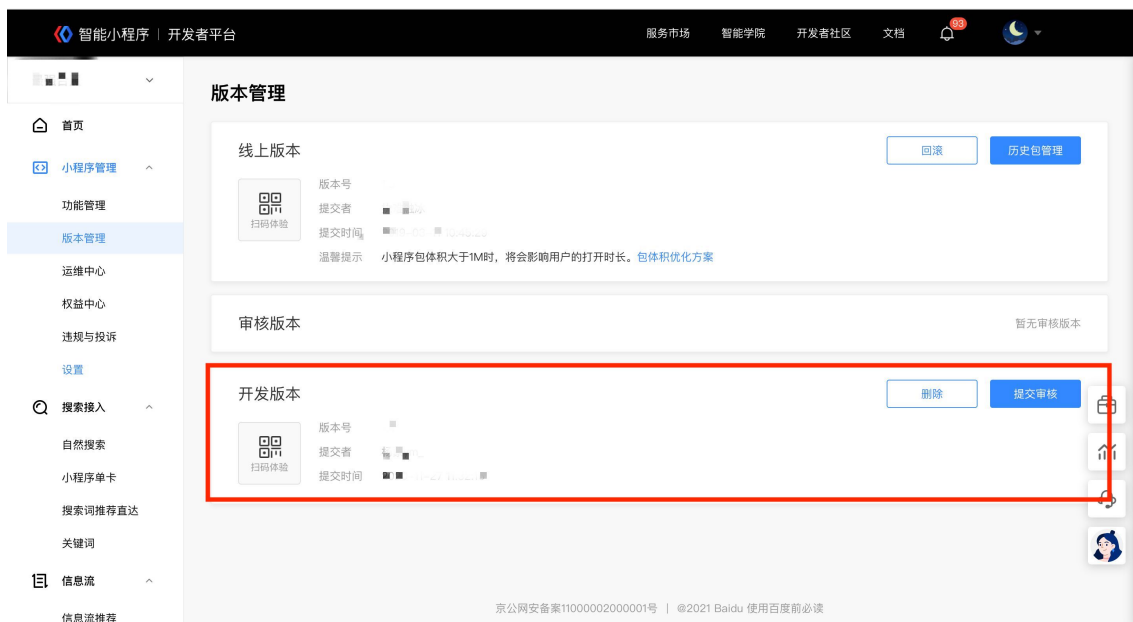 智能小程序 | 开发者平台
服务市场 智能学院 开发者社区 文档 93
版本管理
首页
小程序管理
功能管理
版本管理
运维中心
权益中心
违规与投诉
设置
搜索接入
自然搜索
小程序单卡
搜索词推荐直达
关键词
信息流
信息流推荐
线上版本
回滚 历史包管理
扫码体验
版本号
提交者
提交时间
温馨提示 小程序包体积大于1M时，将会影响用户的打开时长。包体积优化方案
审核版本
暂无审核版本
开发版本
删除 提交审核
扫码体验
版本号
提交者
提交时间
京公网安备案11000002000001号 | @2021 Baidu 使用百度前必读